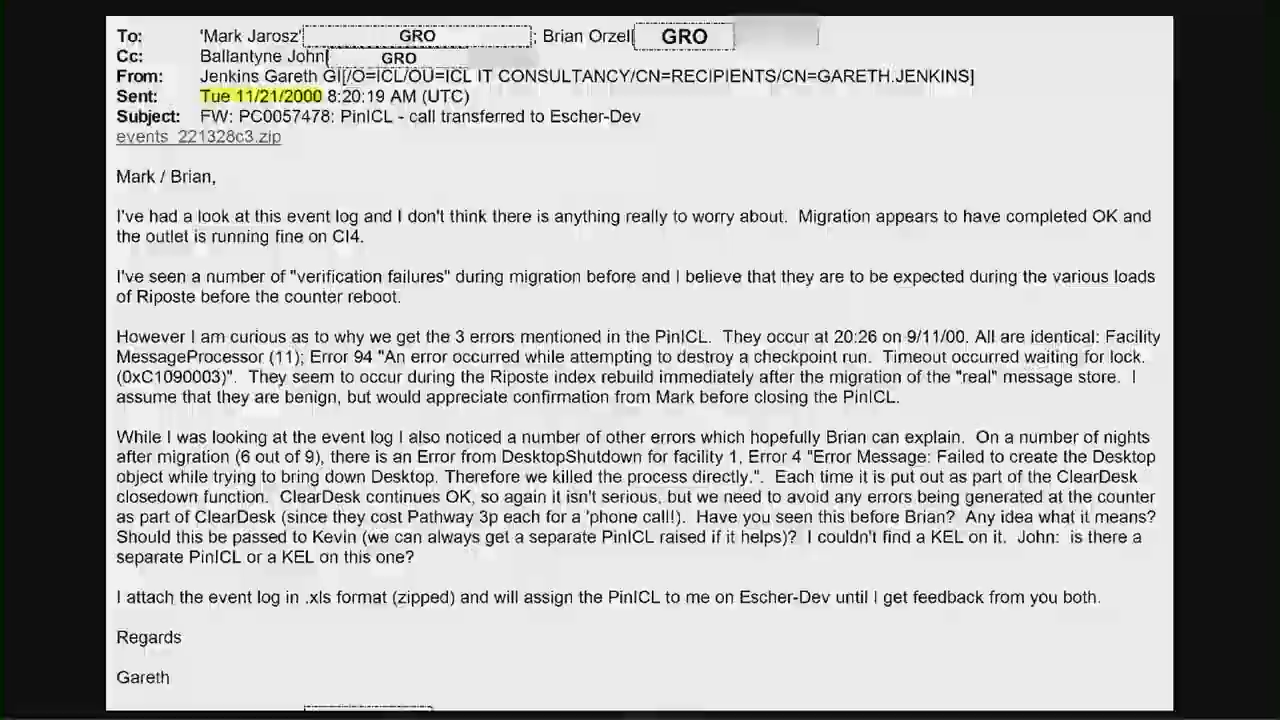 To: 'Mark Jarosz' GRO ; Brian Orzel GRO
Cc: Ballantyne John GRO
From: Jenkins Gareth GI[/O=ICL/OU=ICL IT CONSULTANCY/CN=RECIPIENTS/CN=GARETH.JENKINS]
Sent: Tue 11/21/2000 8:20:19 AM (UTC)
Subject: FW: PC0057478: PinICL - call transferred to Escher-Dev
events_221328c3.zip
Mark / Brian,
I've had a look at this event log and I don't think there is anything really to worry about. Migration appears to have completed OK and
the outlet is running fine on CI4.
I've seen a number of "verification failures" during migration before and I believe that they are to be expected during the various loads
of Riposte before the counter reboot.
However I am curious as to why we get the 3 errors mentioned in the PinICL. They occur at 20:26 on 9/11/00. All are identical: Facility
MessageProcessor (11); Error 94 "An error occurred while attempting to destroy a checkpoint run. Timeout occurred waiting for lock.
(0xC1090003)". They seem to occur during the Riposte index rebuild immediately after the migration of the "real" message store. I
assume that they are benign, but would appreciate confirmation from Mark before closing the PinICL.
While I was looking at the event log I also noticed a number of other errors which hopefully Brian can explain. On a number of nights
after migration (6 out of 9), there is an Error from DesktopShutdown for facility 1, Error 4 "Error Message: Failed to create the Desktop
object while trying to bring down Desktop. Therefore we killed the process directly.". Each time it is put out as part of the ClearDesk
closedown function. ClearDesk continues OK, so again it isn't serious, but we need to avoid any errors being generated at the counter
as part of ClearDesk (since they cost Pathway 3p each for a 'phone call!). Have you seen this before Brian? Any idea what it means?
Should this be passed to Kevin (we can always get a separate PinICL raised if it helps)? I couldn't find a KEL on it. John: is there a
separate PinICL or a KEL on this one?
I attach the event log in .xls format (zipped) and will assign the PinICL to me on Escher-Dev until I get feedback from you both.
Regards
Gareth